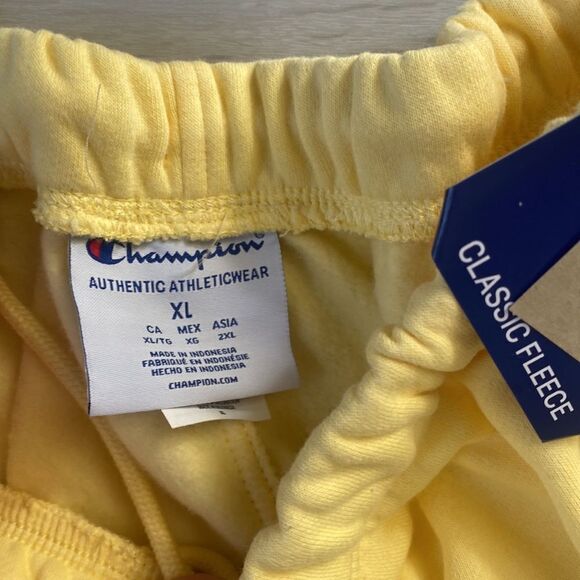 Champion®
AUTHENTIC ATHLETICWEAR
XL
CA MEX ASIA
XL/TG XG 2XL
MADE IN INDONESIA
FABRIQUÉ EN INDONÉSIE
HECHO EN INDONESIA
CHAMPION.COM
CLASSIC FLEECE